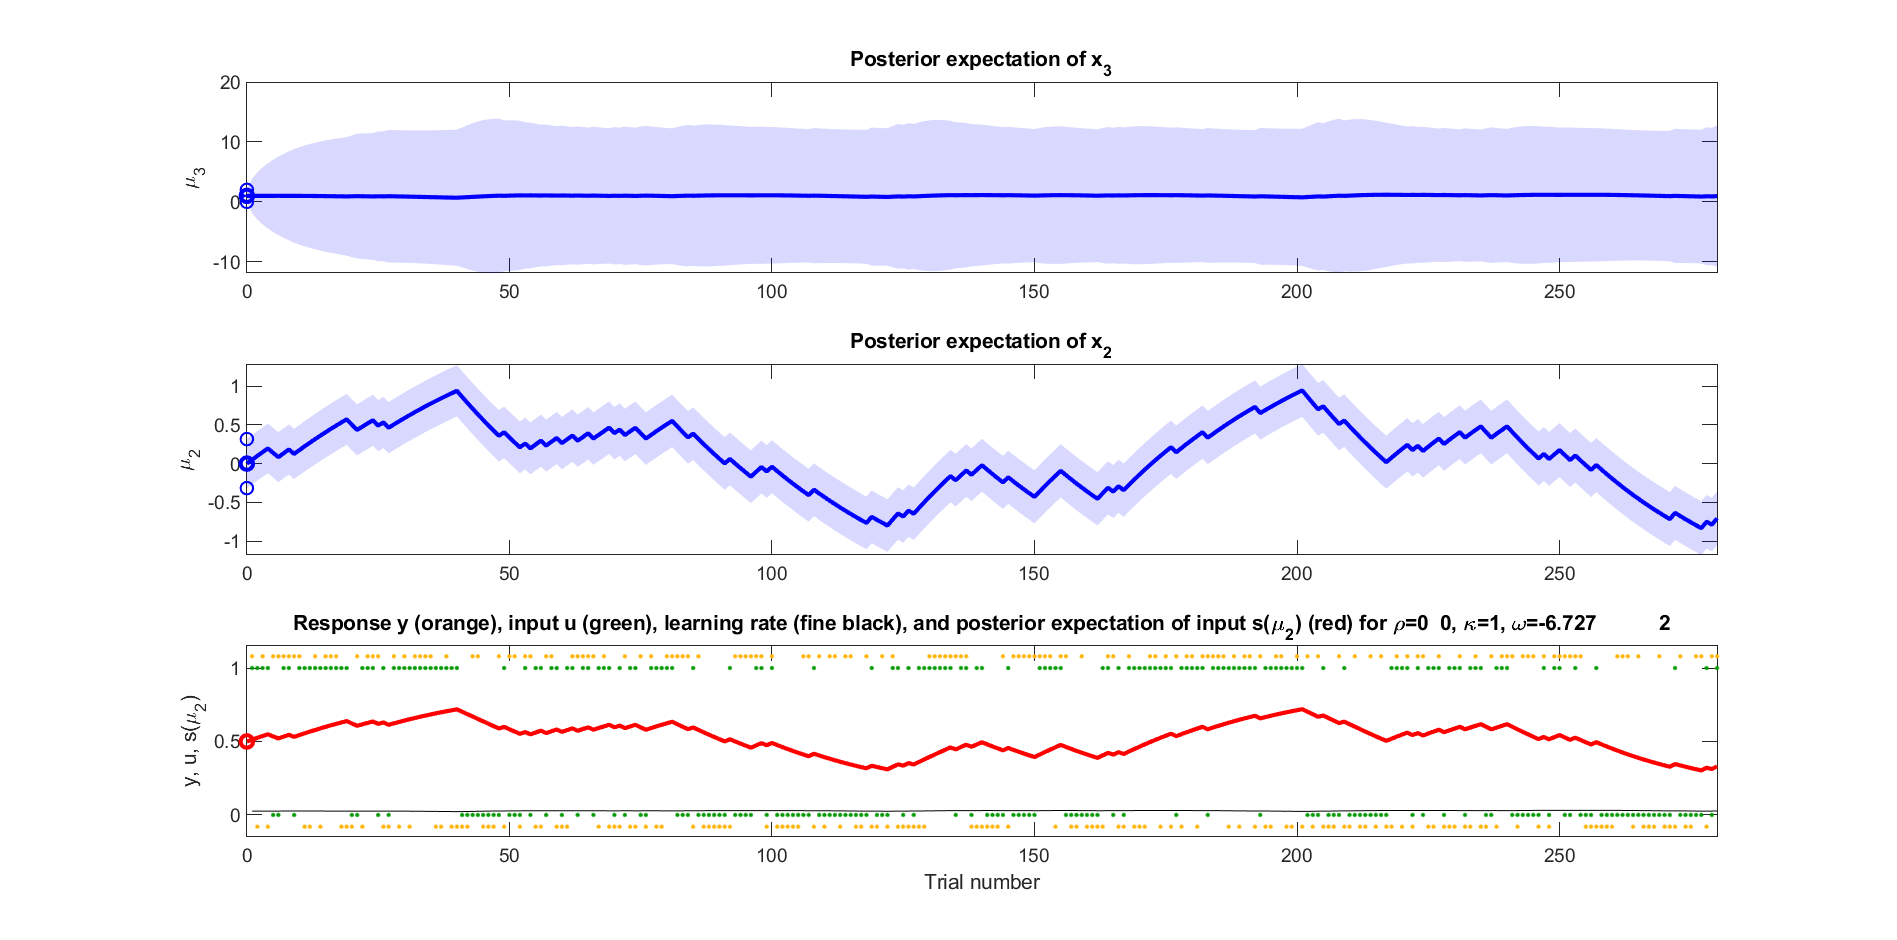 Posterior expectation of x3
20
10
0
-10
μ3
0 50 100 150 200 250
Posterior expectation of x2
1
0.5
0
-0.5
-1
μ2
0 50 100 150 200 250
Response y (orange), input u (green), learning rate (fine black), and posterior expectation of input s(μ2) (red) for ρ=0 0, κ=1, ω=-6.727 2
1
0.5
0
y, u, s(μ2)
0 50 100 150 200 250
Trial number